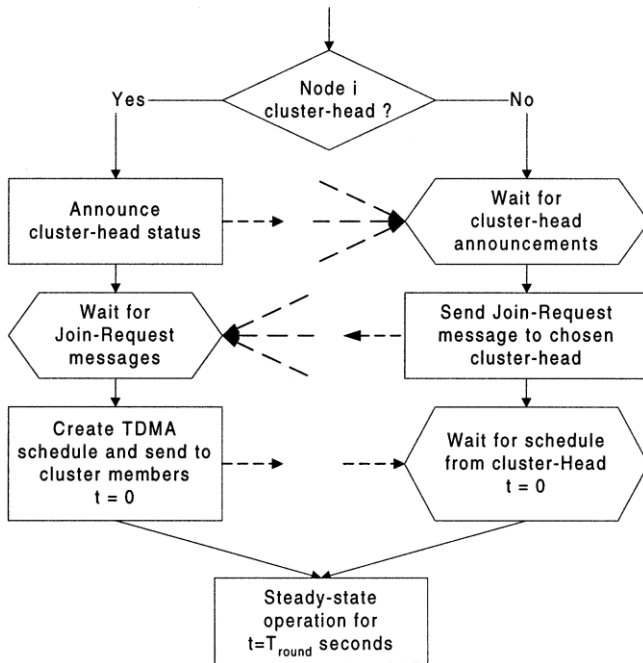 Node i
cluster-head ?
Yes
No
Announce
cluster-head status
Wait for
cluster-head
announcements
Wait for
Join-Request
messages
Send Join-Request
message to chosen
cluster-head
Create TDMA
schedule and send to
cluster members
t = 0
Wait for schedule
from cluster-Head
t = 0
Steady-state
operation for
t=Tround seconds